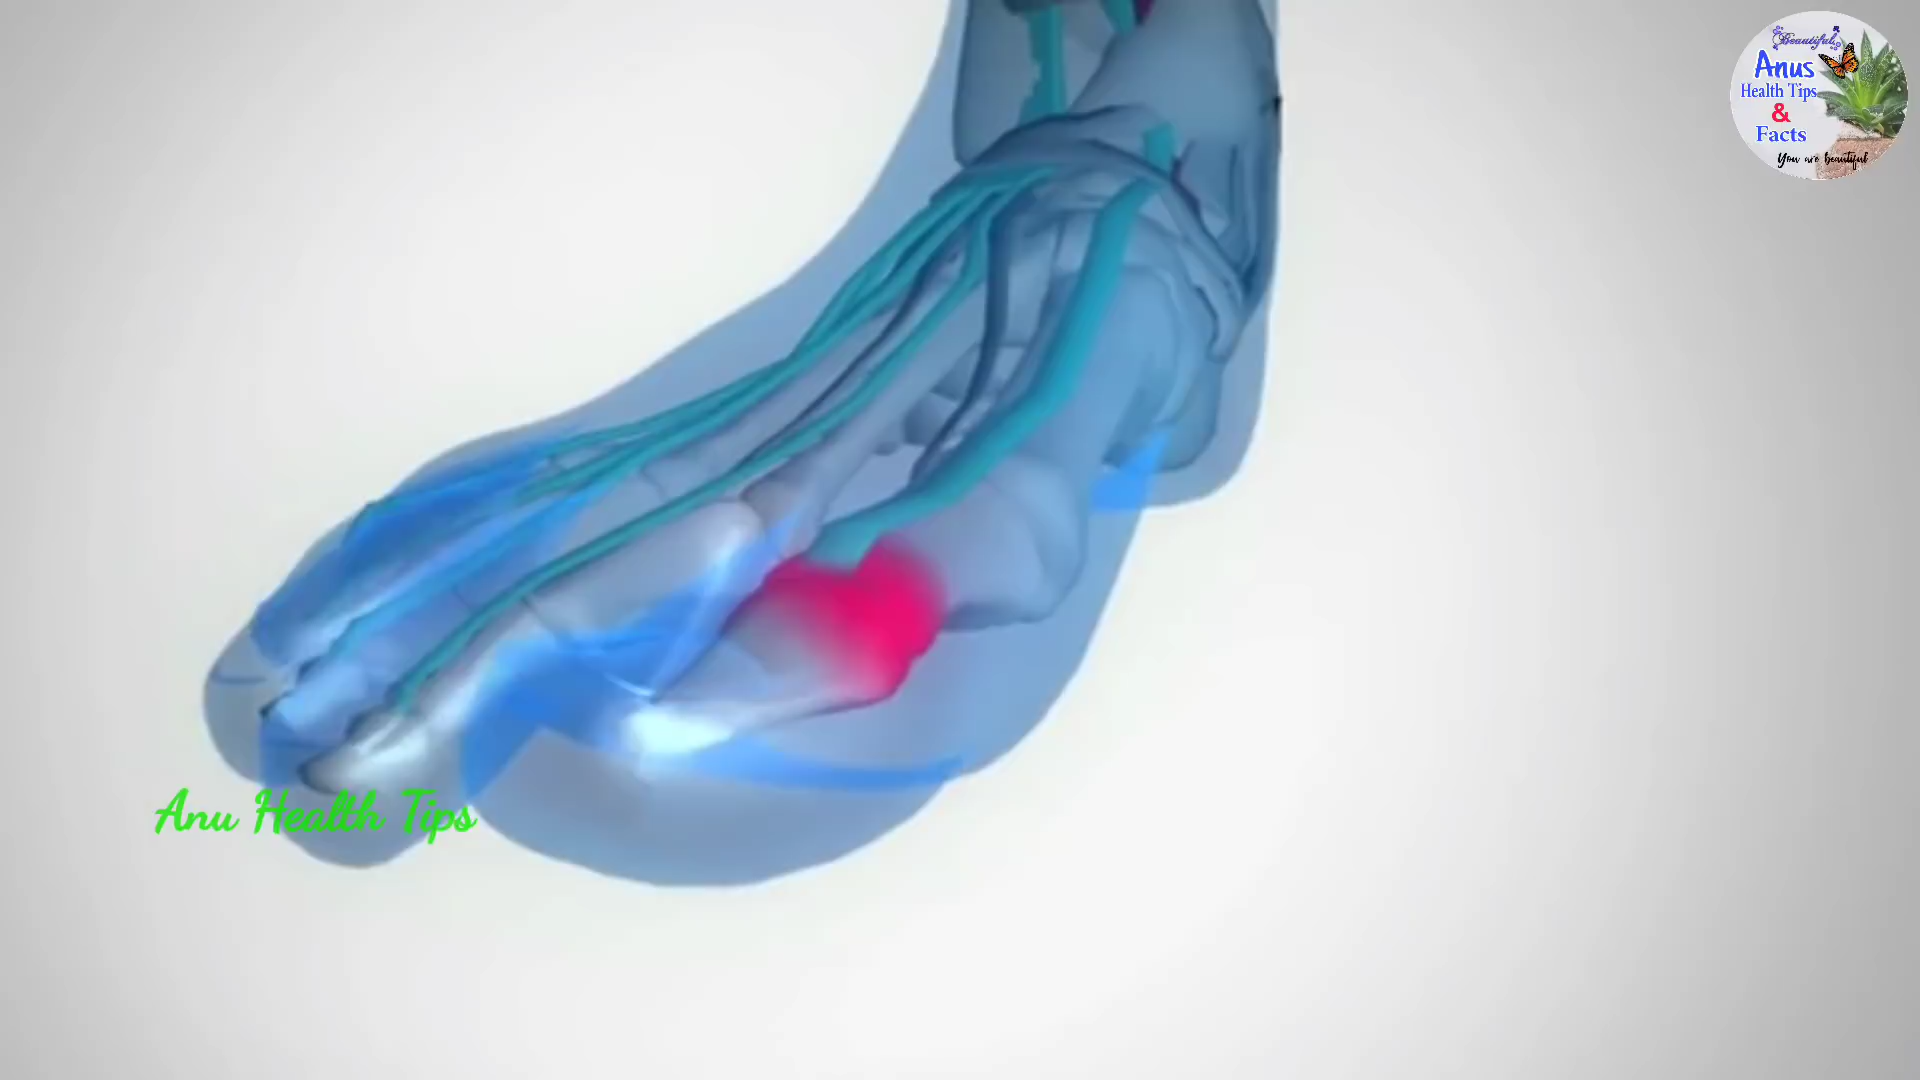 Beautiful
Anus
Health Tips
&
Facts
You are beautiful
Anu Health Tips